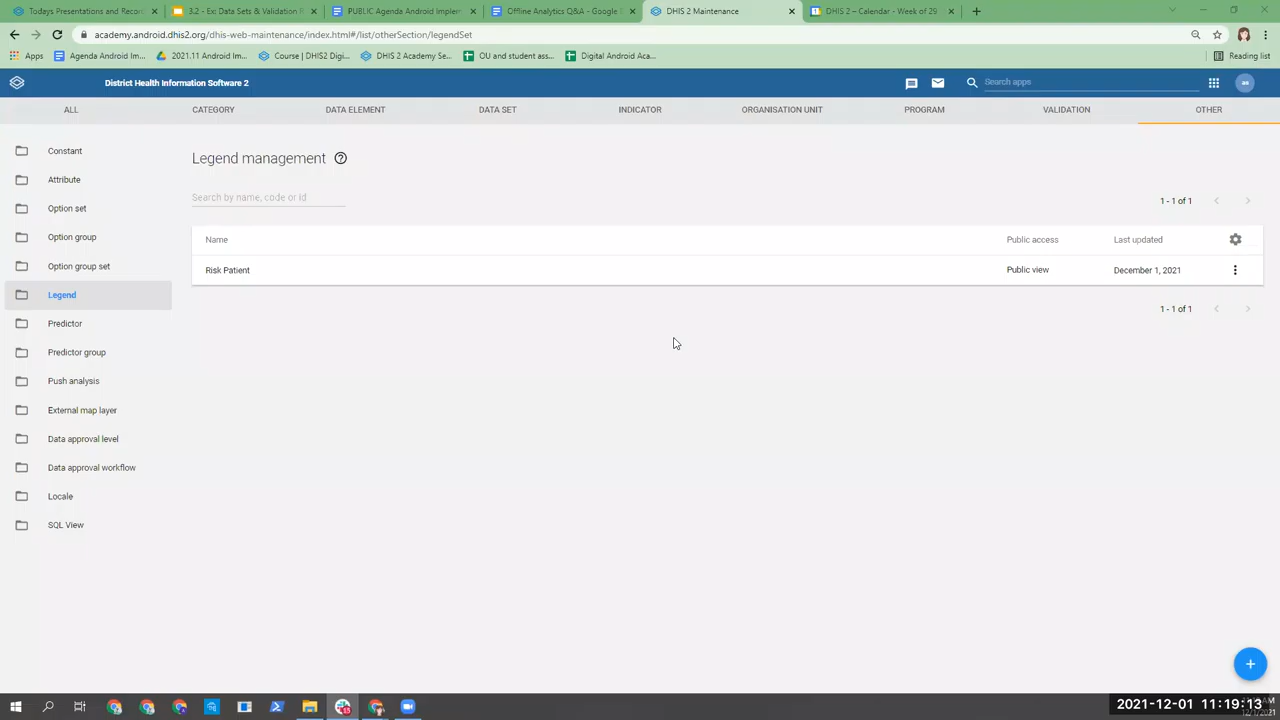 Todays Presentations and Record
3.2 - Ex: Data Sets & Validation R
PUBLIC Agenda Android Implem
Offline Analytics Q&A - Google D
DHIS 2 Maintenance
DHIS 2 – Calendar - Week of 29
academy.android.dhis2.org/dhis-web-maintenance/index.html#/list/otherSection/legendSet
Apps
Agenda Android Im...
2021.11 Android Im...
Course | DHIS2 Digi...
DHIS 2 Academy Se...
OU and student ass...
Digital Android Aca...
Reading list
District Health Information Software 2
Search apps
as
ALL
CATEGORY
DATA ELEMENT
DATA SET
INDICATOR
ORGANISATION UNIT
PROGRAM
VALIDATION
OTHER
Constant
Attribute
Option set
Option group
Option group set
Legend
Predictor
Predictor group
Push analysis
External map layer
Data approval level
Data approval workflow
Locale
SQL View
Legend management
Search by name, code or id
1 - 1 of 1
Name
Public access
Last updated
Risk Patient
Public view
December 1, 2021
1 - 1 of 1
2021-12-01 11:19:13
12/1/2021